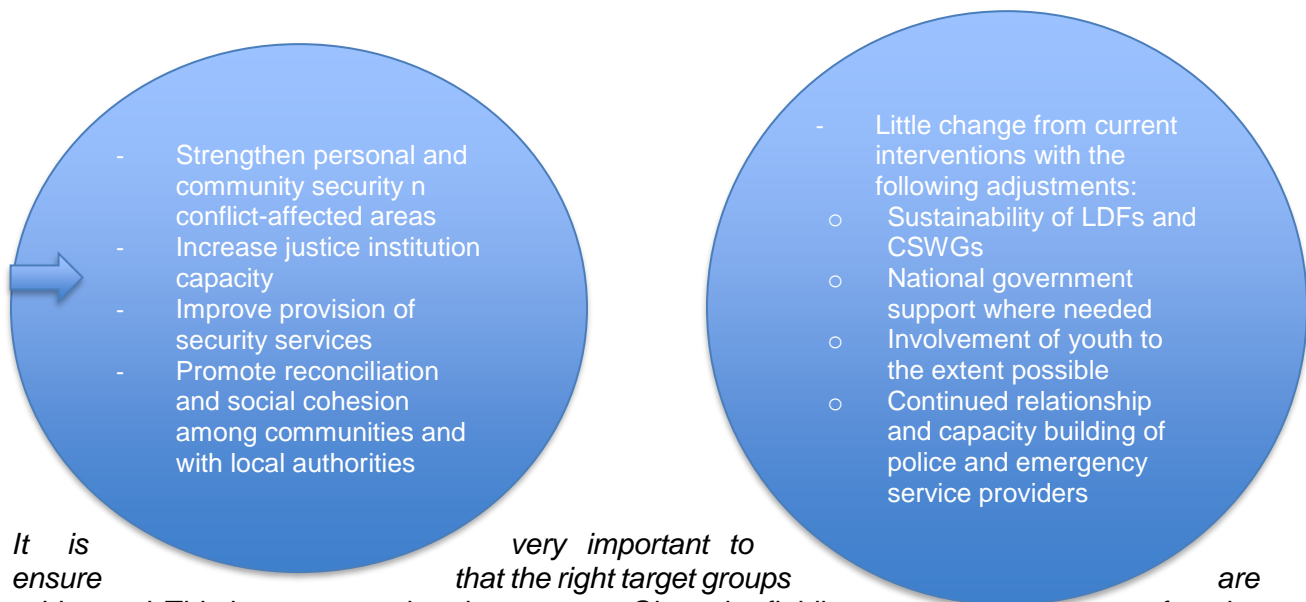 - Strengthen personal and
community security n
conflict-affected areas
- Increase justice institution
capacity
- Improve provision of
security services
- Promote reconciliation
and social cohesion
among communities and
with local authorities
- Little change from current
interventions with the
following adjustments:
o Sustainability of LDFs and
CSWGs
o National government
support where needed
o Involvement of youth to
the extent possible
o Continued relationship
and capacity building of
police and emergency
service providers
It is very important to
ensure that the right target groups are